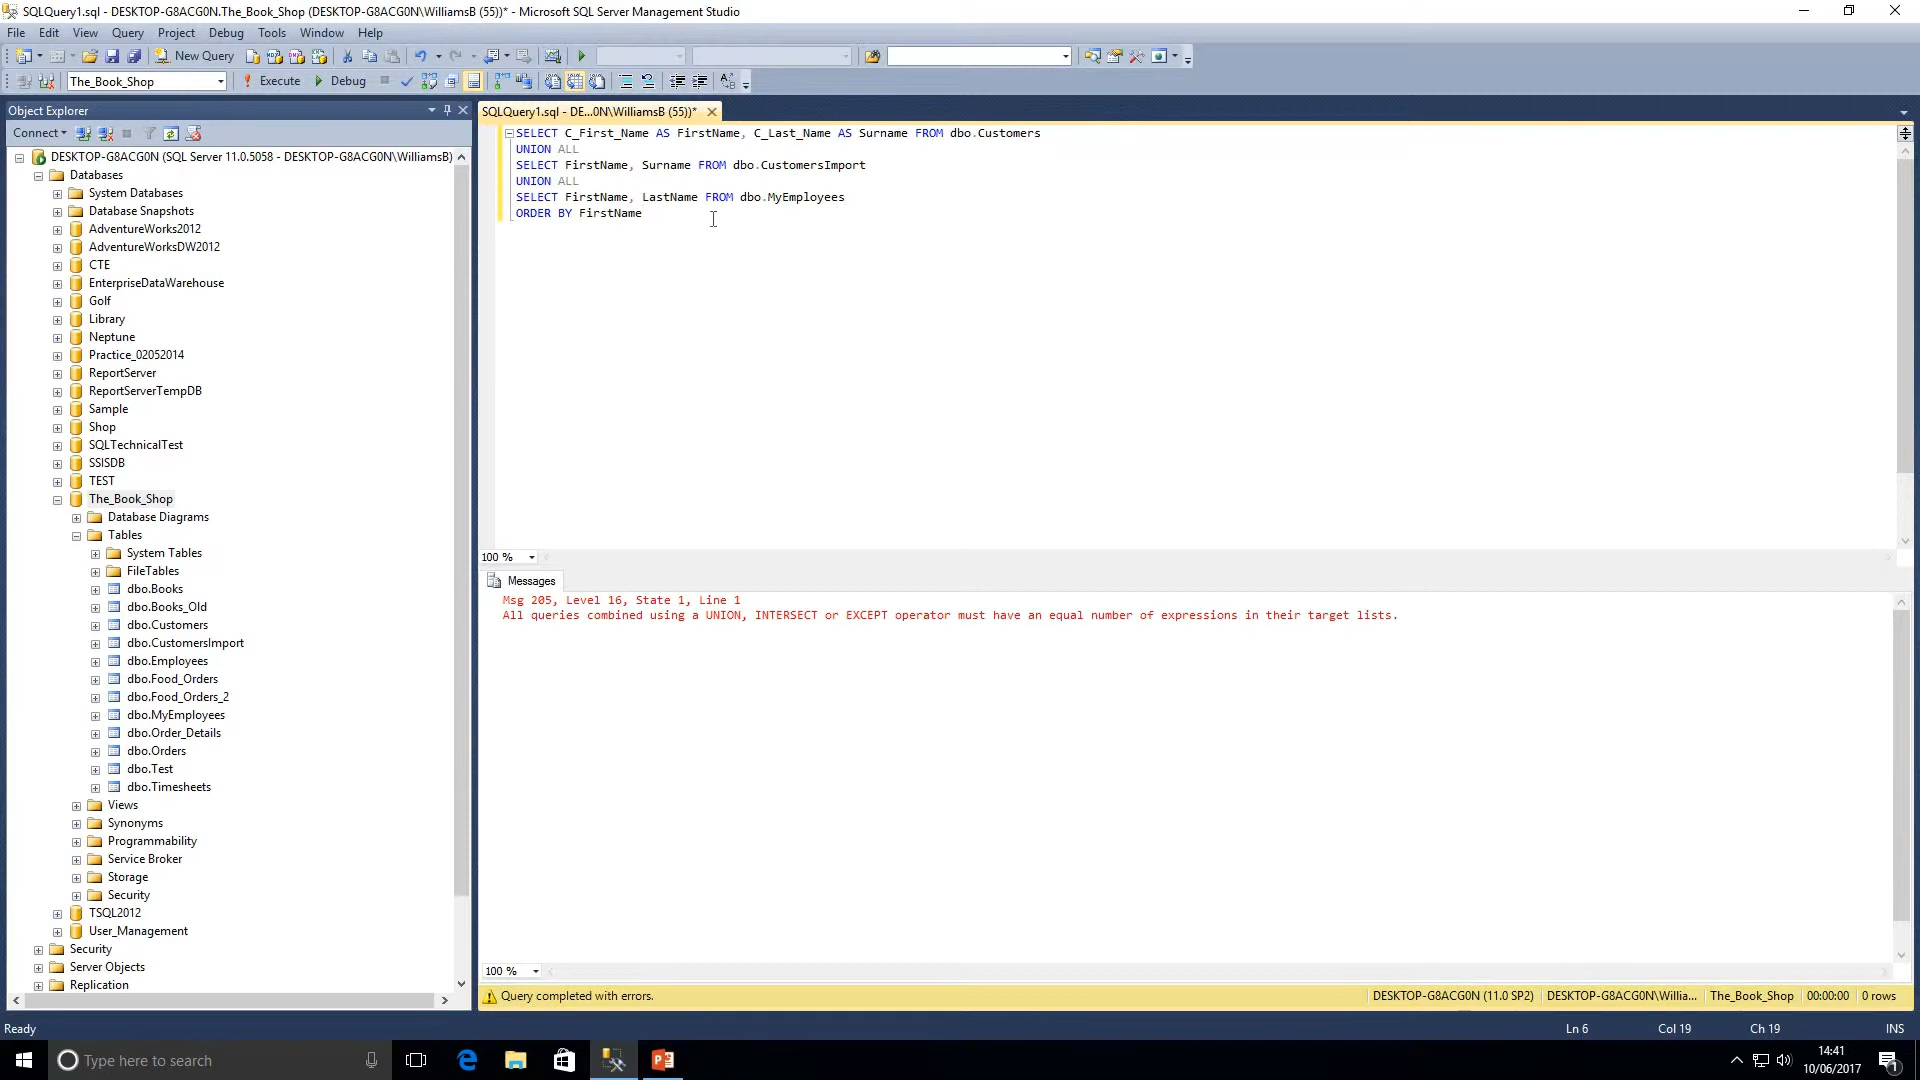 SQLQuery1.sql - DESKTOP-G8ACG0N.The_Book_Shop (DESKTOP-G8ACG0N\WilliamsB (55))* - Microsoft SQL Server Management Studio
File Edit View Query Project Debug Tools Window Help
New Query
The_Book_Shop Execute Debug
Object Explorer
Connect
DESKTOP-G8ACG0N (SQL Server 11.0.5058 - DESKTOP-G8ACG0N\WilliamsB)
Databases
System Databases
Database Snapshots
AdventureWorks2012
AdventureWorksDW2012
CTE
EnterpriseDataWarehouse
Golf
Library
Neptune
Practice_02052014
ReportServer
ReportServerTempDB
Sample
Shop
SQLTechnicalTest
SSISDB
TEST
The_Book_Shop
Database Diagrams
Tables
System Tables
FileTables
dbo.Books
dbo.Books_Old
dbo.Customers
dbo.CustomersImport
dbo.Employees
dbo.Food_Orders
dbo.Food_Orders_2
dbo.MyEmployees
dbo.Order_Details
dbo.Orders
dbo.Test
dbo.Timesheets
Views
Synonyms
Programmability
Service Broker
Storage
Security
TSQL2012
User_Management
Security
Server Objects
Replication
SQLQuery1.sql - DE...0N\WilliamsB (55))*
SELECT C_First_Name AS FirstName, C_Last_Name AS Surname FROM dbo.Customers
UNION ALL
SELECT FirstName, Surname FROM dbo.CustomersImport
UNION ALL
SELECT FirstName, LastName FROM dbo.MyEmployees
ORDER BY FirstName
100 %
Messages
Msg 205, Level 16, State 1, Line 1
All queries combined using a UNION, INTERSECT or EXCEPT operator must have an equal number of expressions in their target lists.
100 %
Query completed with errors. DESKTOP-G8ACG0N (11.0 SP2) DESKTOP-G8ACG0N\Willia... The_Book_Shop 00:00:00 0 rows
Ready Ln 6 Col 19 Ch 19 INS
Type here to search
14:41
10/06/2017
1